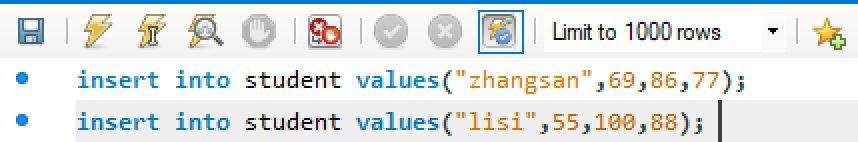 Limit to 1000 rows
insert into student values("zhangsan",69,86,77);
insert into student values("lisi",55,100,88);